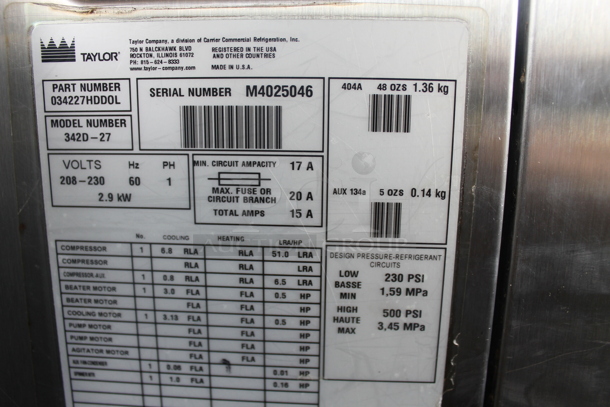 TAYLOR®
Taylor Company, a division of Carrier Commercial Refrigeration, Inc.
750 N BALCKHAWK BLVD
ROCKTON, ILLINOIS 61072
PH: 815-624-8333
www.taylor-company.com
REGISTERED IN THE USA
AND OTHER COUNTRIES
MADE IN U.S.A.
PART NUMBER
034227HDDOL
SERIAL NUMBER M4025046
MODEL NUMBER
342D-27
404A 48 OZS 1.36 kg
VOLTS Hz PH
208-230 60 1
2.9 kW
MIN. CIRCUIT AMPACITY 17 A
MAX. FUSE OR
CIRCUIT BRANCH 20 A
TOTAL AMPS 15 A
AUX 134a 5 OZS 0.14 kg
No. COOLING HEATING LRA/HP
COMPRESSOR 1 6.8 RLA RLA 51.0 LRA
COMPRESSOR RLA RLA LRA
COMPRESSOR AUX 1 0.8 RLA RLA 6.5 LRA
BEATER MOTOR 1 3.0 FLA FLA 0.5 HP
BEATER MOTOR FLA FLA HP
COOLING MOTOR 1 3.13 FLA FLA 0.5 HP
PUMP MOTOR FLA FLA HP
PUMP MOTOR FLA FLA HP
AGITATOR MOTOR FLA FLA HP
1 0.06 FLA FLA 0.01 HP
1 1.0 FLA FLA 0.16 HP
DESIGN PRESSURE-REFRIGERANT
CIRCUITS
LOW 230 PSI
BASSE
MIN 1,59 MPa
HIGH 500 PSI
HAUTE
MAX 3,45 MPa